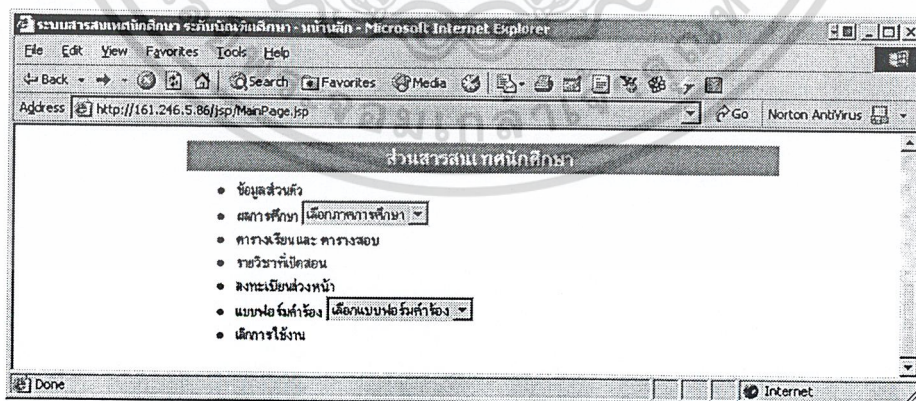 ระบบสารสนเทศนักศึกษา ระดับบัณฑิตศึกษา - หน้าหลัก - Microsoft Internet Explorer
File Edit View Favorites Tools Help
Back Search Favorites Media
Address http://161.246.5.86/jsp/MainPage.jsp Go Norton AntiVirus
ส่วนสารสนเทศนักศึกษา
ข้อมูลส่วนตัว
ผลการศึกษา เลือกภาคการศึกษา
ตารางเรียนและ ตารางสอบ
รายวิชาที่เปิดสอน
ลงทะเบียนล่วงหน้า
แบบฟอร์มคำร้อง เลือกแบบฟอร์มคำร้อง
เลิกการใช้งาน
Done Internet